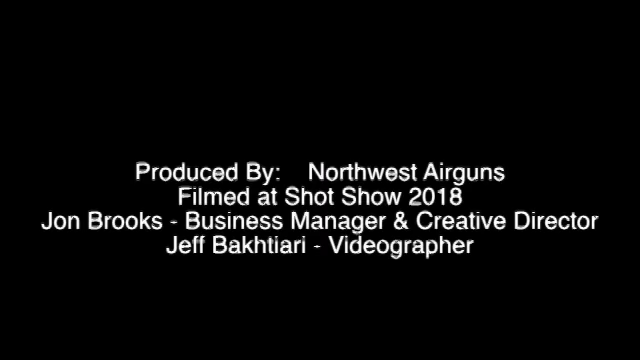 Produced By: Northwest Airguns
Filmed at Shot Show 2018
Jon Brooks - Business Manager & Creative Director
Jeff Bakhtiari - Videographer